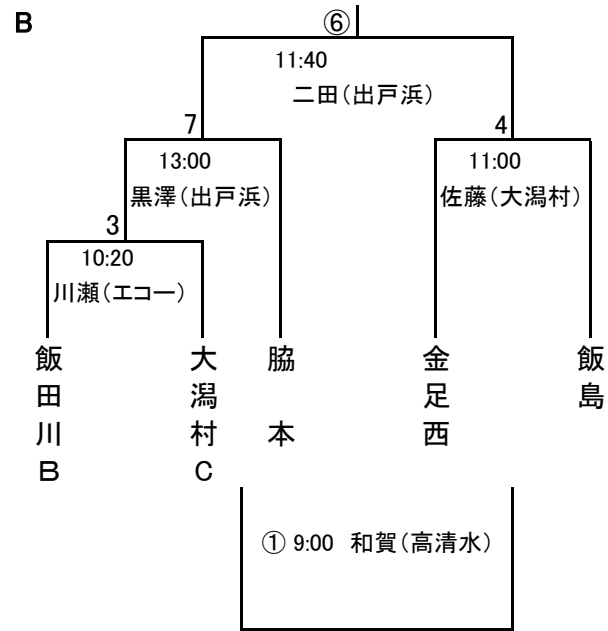 B
⑥
11:40
二田（出戸浜）
7
4
13:00
11:00
黒澤（出戸浜）
佐藤（大潟村）
3
10:20
川瀬（エコー）
飯田川B
大潟村C
脇本
金足西
飯島
① 9:00 和賀（高清水）